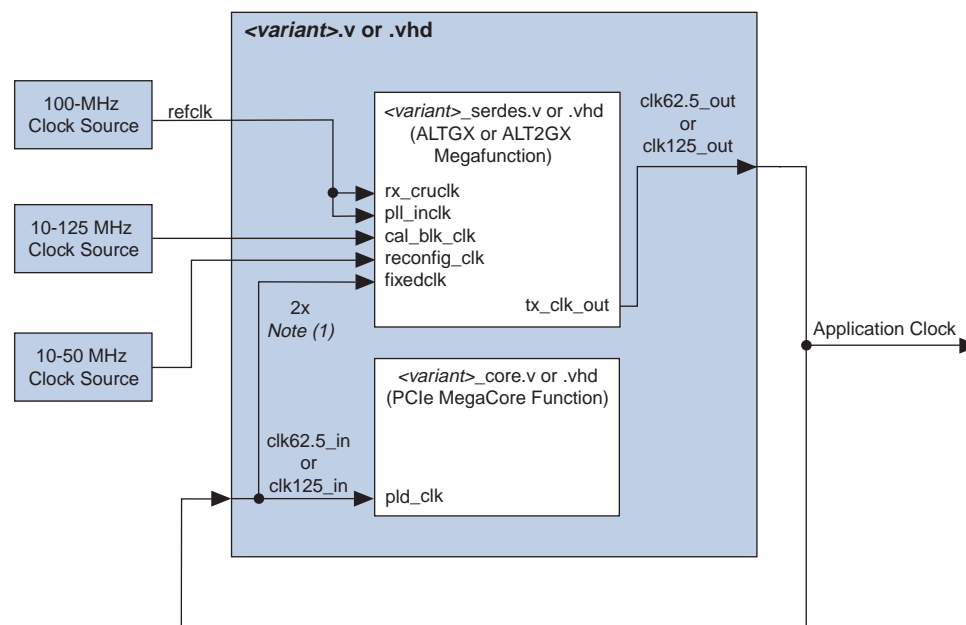 <variant>.v or .vhd
100-MHz
Clock Source
refclk
<variant>_serdes.v or .vhd
(ALTGX or ALT2GX
Megafunction)
clk62.5_out
or
clk125_out
rx_cruclk
pll_inclk
10-125 MHz
Clock Source
cal_blk_clk
reconfig_clk
fixedclk
2x
Note (1)
tx_clk_out
Application Clock
10-50 MHz
Clock Source
<variant>_core.v or .vhd
(PCIe MegaCore Function)
clk62.5_in
or
clk125_in
pld_clk